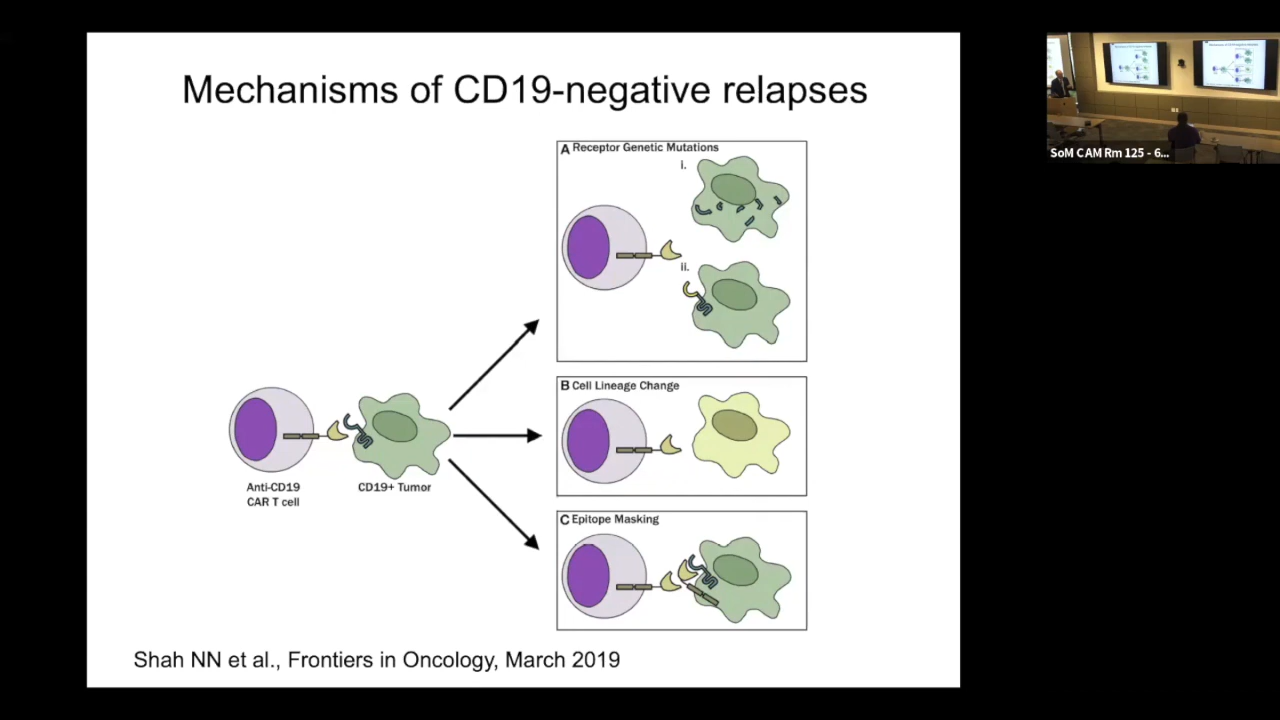 Mechanisms of CD19-negative relapses
A Receptor Genetic Mutations
i.
ii.
B Cell Lineage Change
Anti-CD19
CAR T cell
CD19+ Tumor
C Epitope Masking
Shah NN et al., Frontiers in Oncology, March 2019
SoM CAM Rm 125 - 6...